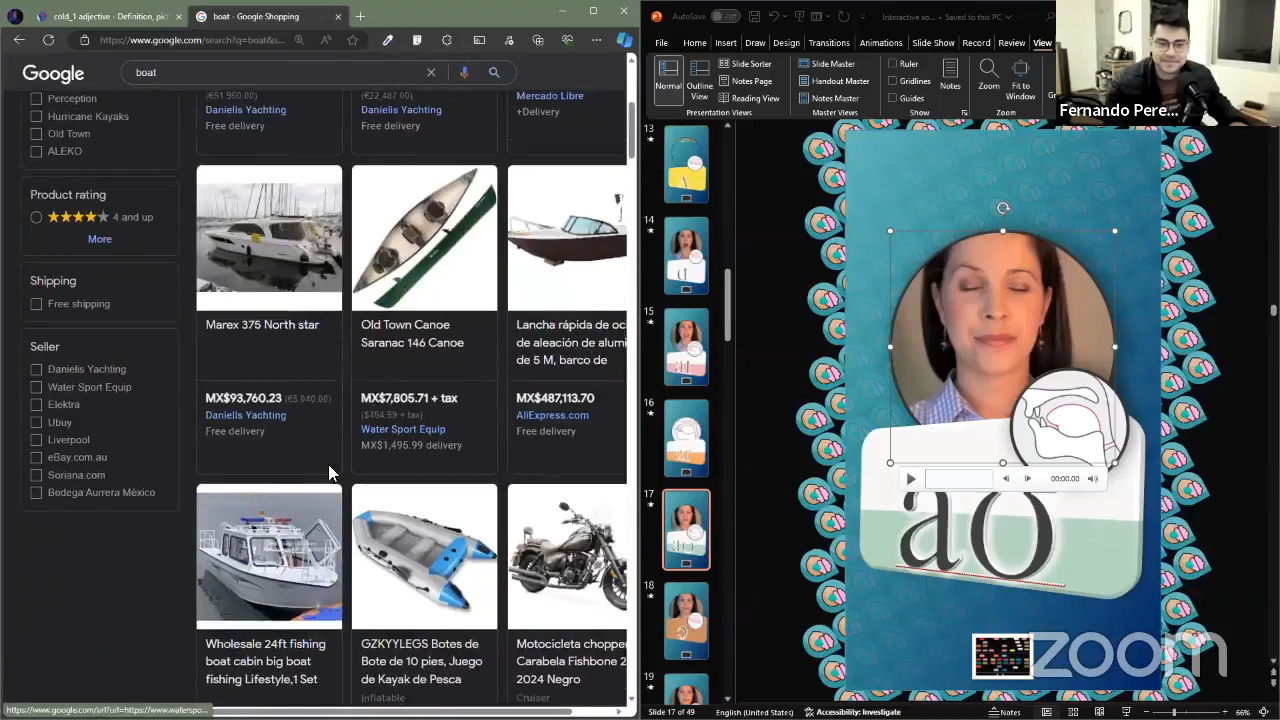 cold_1 adjective - Definition, pict
boat - Google Shopping
https://www.google.com/search?q=boat&s...
Google
boat
Perception
Hurricane Kayaks
Old Town
ALEKO
Product rating
4 and up
More
Shipping
Free shipping
Seller
Danielis Yachting
Water Sport Equip
Elektra
Ubuy
Liverpool
eBay.com.au
Soriana.com
Bodega Aurrera México
(€51,950.00)
Danielis Yachting
Free delivery
(€22,487.00)
Danielis Yachting
Free delivery
Mercado Libre
+Delivery
Marex 375 North star
MX$93,760.23 (€5,040.00)
Daniells Yachting
Free delivery
Old Town Canoe
Saranac 146 Canoe
MX$7,805.71 + tax
($454.99 + tax)
Water Sport Equip
MX$1,495.99 delivery
Lancha rápida de oc
de aleación de alumi
de 5 M, barco de
MX$487,113.70
AliExpress.com
Free delivery
Wholesale 24ft fishing
boat cabin big boat
fishing Lifestyle,1 Set
GZKYYLEGS Botes de
Bote de 10 pies, Juego
de Kayak de Pesca
Inflatable
Motocicleta chopper
Carabela Fishbone 2
2024 Negro
Cruiser
https://www.google.com/url?url=https://www.waterspo...
AutoSave Off
Interactive so... • Saved to this PC
File Home Insert Draw Design Transitions Animations Slide Show Record Review View
Normal
Outline
View
Slide Sorter
Notes Page
Reading View
Presentation Views
Slide Master
Handout Master
Notes Master
Master Views
Ruler
Gridlines
Guides
Show
Notes
Zoom
Fit to
Window
Zoom
Fernando Pere...
13
14
15
16
17
18
19
00:00.00
ao
zoom
Slide 17 of 49
English (United States)
Accessibility: Investigate
Notes
66%